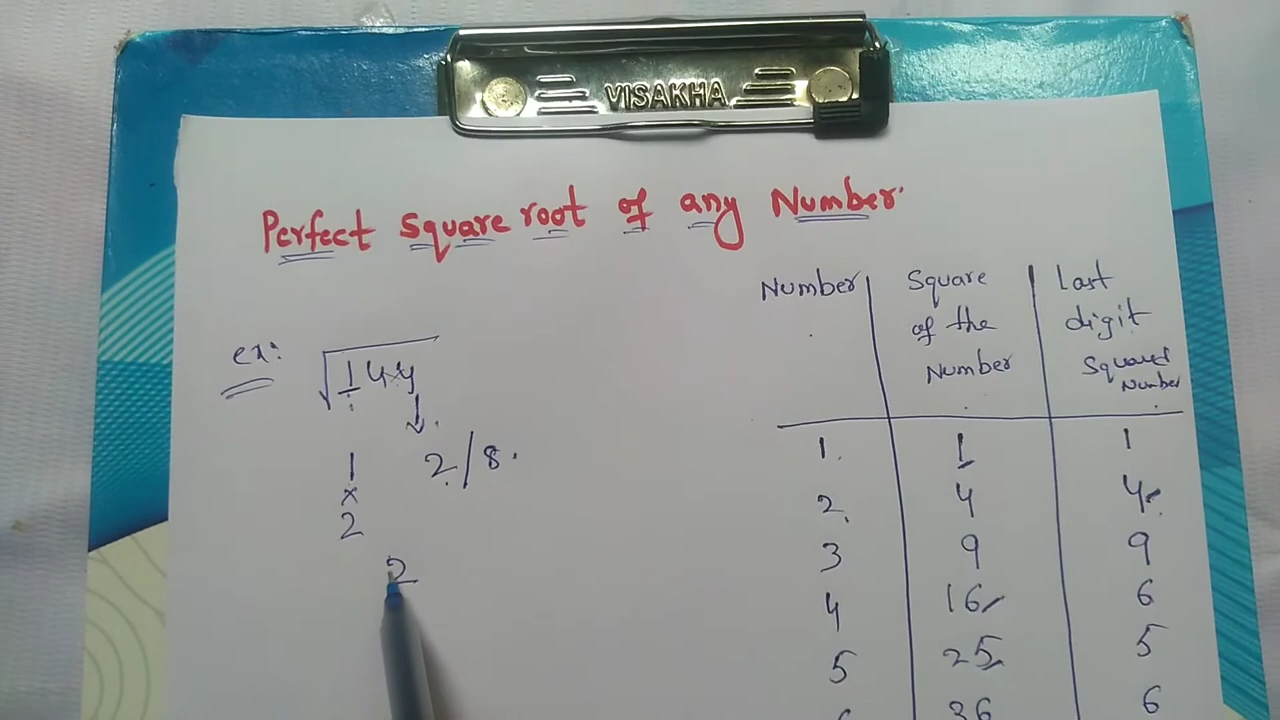 VISAKHA
Perfect Square root of any Number.
Number Square of the Number Last digit Squared Number
ex: √144
1 2/8.
×
2
2
1. 1 1
2 4 4
3 9 9
4 16 6
5 25 5
36 6